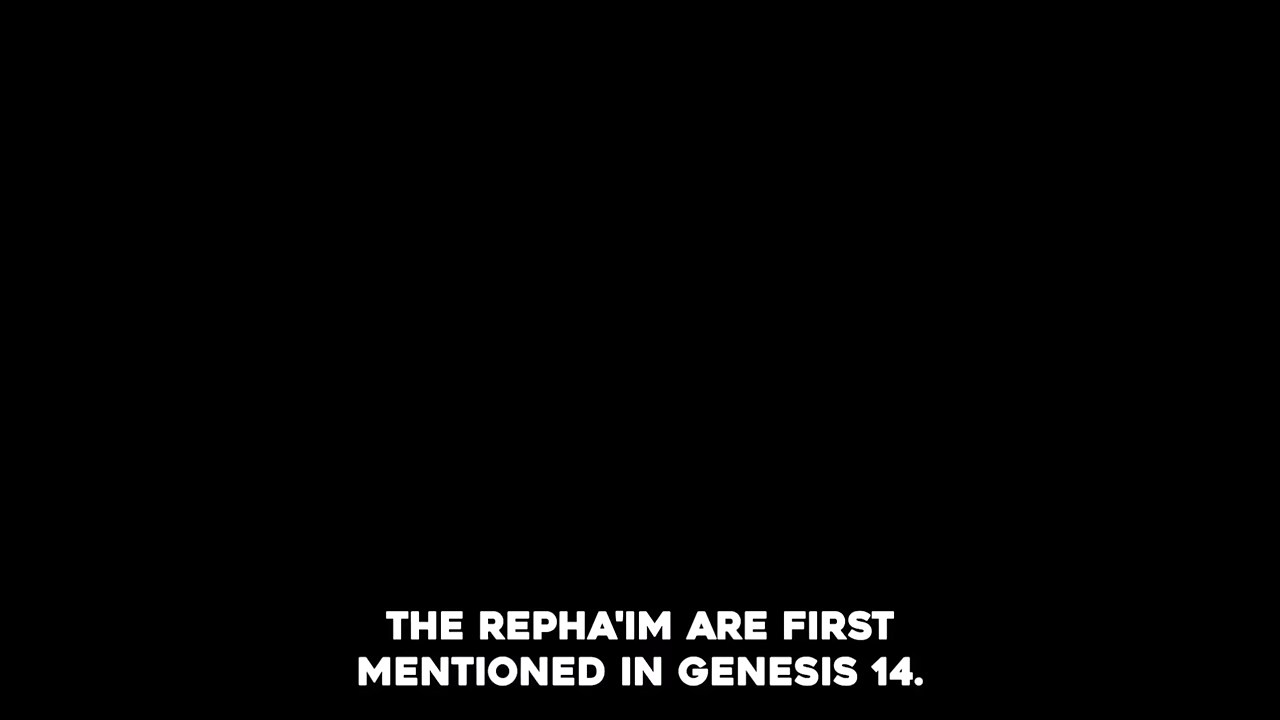 THE REPHA'IM ARE FIRST
MENTIONED IN GENESIS 14.